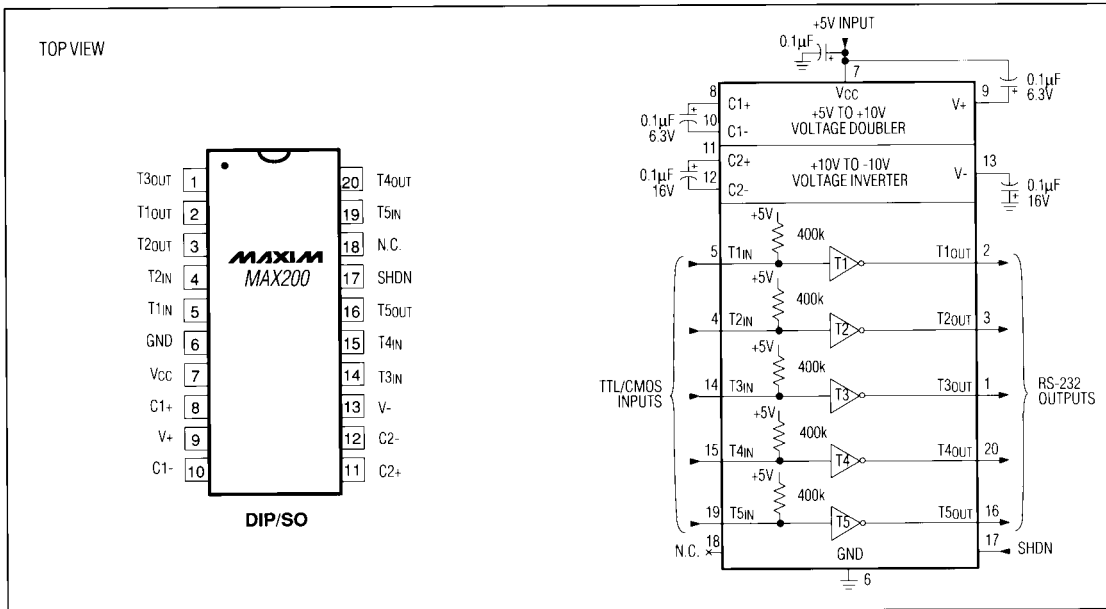 TOP VIEW
T3OUT 1
T1OUT 2
T2OUT 3
T2IN 4
T1IN 5
GND 6
VCC 7
C1+ 8
V+ 9
C1- 10
MAXIM
MAX200
20 T4OUT
19 T5IN
18 N.C.
17 SHDN
16 T5OUT
15 T4IN
14 T3IN
13 V-
12 C2-
11 C2+
DIP/SO
+5V INPUT
0.1µF
+
7
VCC
0.1µF
6.3V
+
9
V+
8
C1+
10
C1-
0.1µF
6.3V
+
+5V TO +10V
VOLTAGE DOUBLER
11
C2+
12
C2-
0.1µF
16V
+
+10V TO -10V
VOLTAGE INVERTER
13
V-
0.1µF
16V
+
+5V
400k
5 T1IN T1 T1OUT 2
+5V
400k
4 T2IN T2 T2OUT 3
+5V
400k
14 T3IN T3 T3OUT 1
+5V
400k
15 T4IN T4 T4OUT 20
+5V
400k
19 T5IN T5 T5OUT 16
TTL/CMOS
INPUTS
RS-232
OUTPUTS
N.C. 18
GND
6
17
SHDN